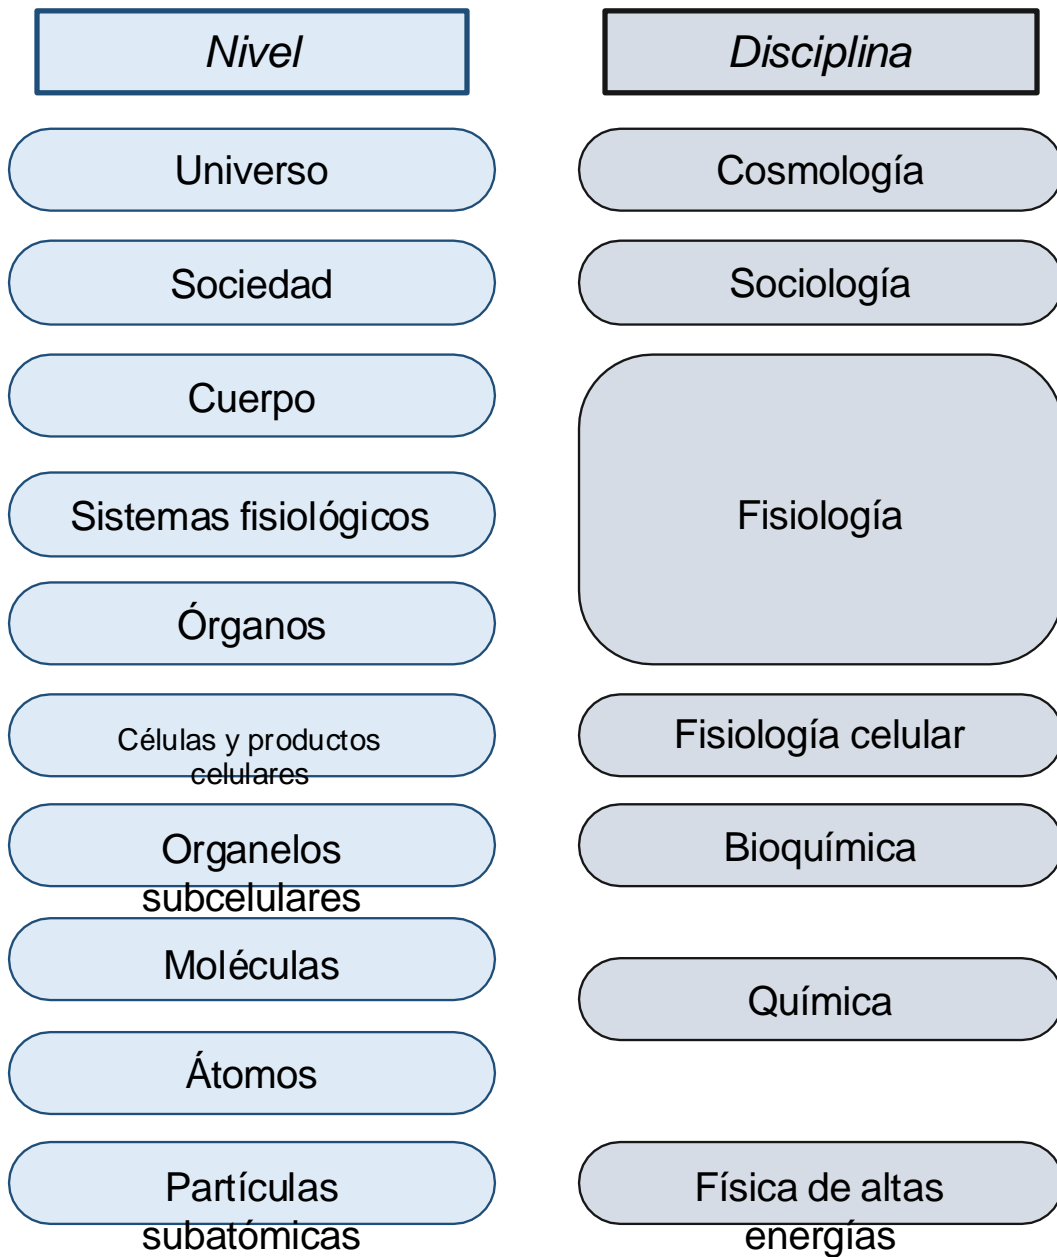 Nivel
Disciplina
Universo
Cosmología
Sociedad
Sociología
Cuerpo
Sistemas fisiológicos
Fisiología
Órganos
Células y productos
celulares
Fisiología celular
Organelos
subcelulares
Bioquímica
Moléculas
Química
Átomos
Partículas
subatómicas
Física de altas
energías